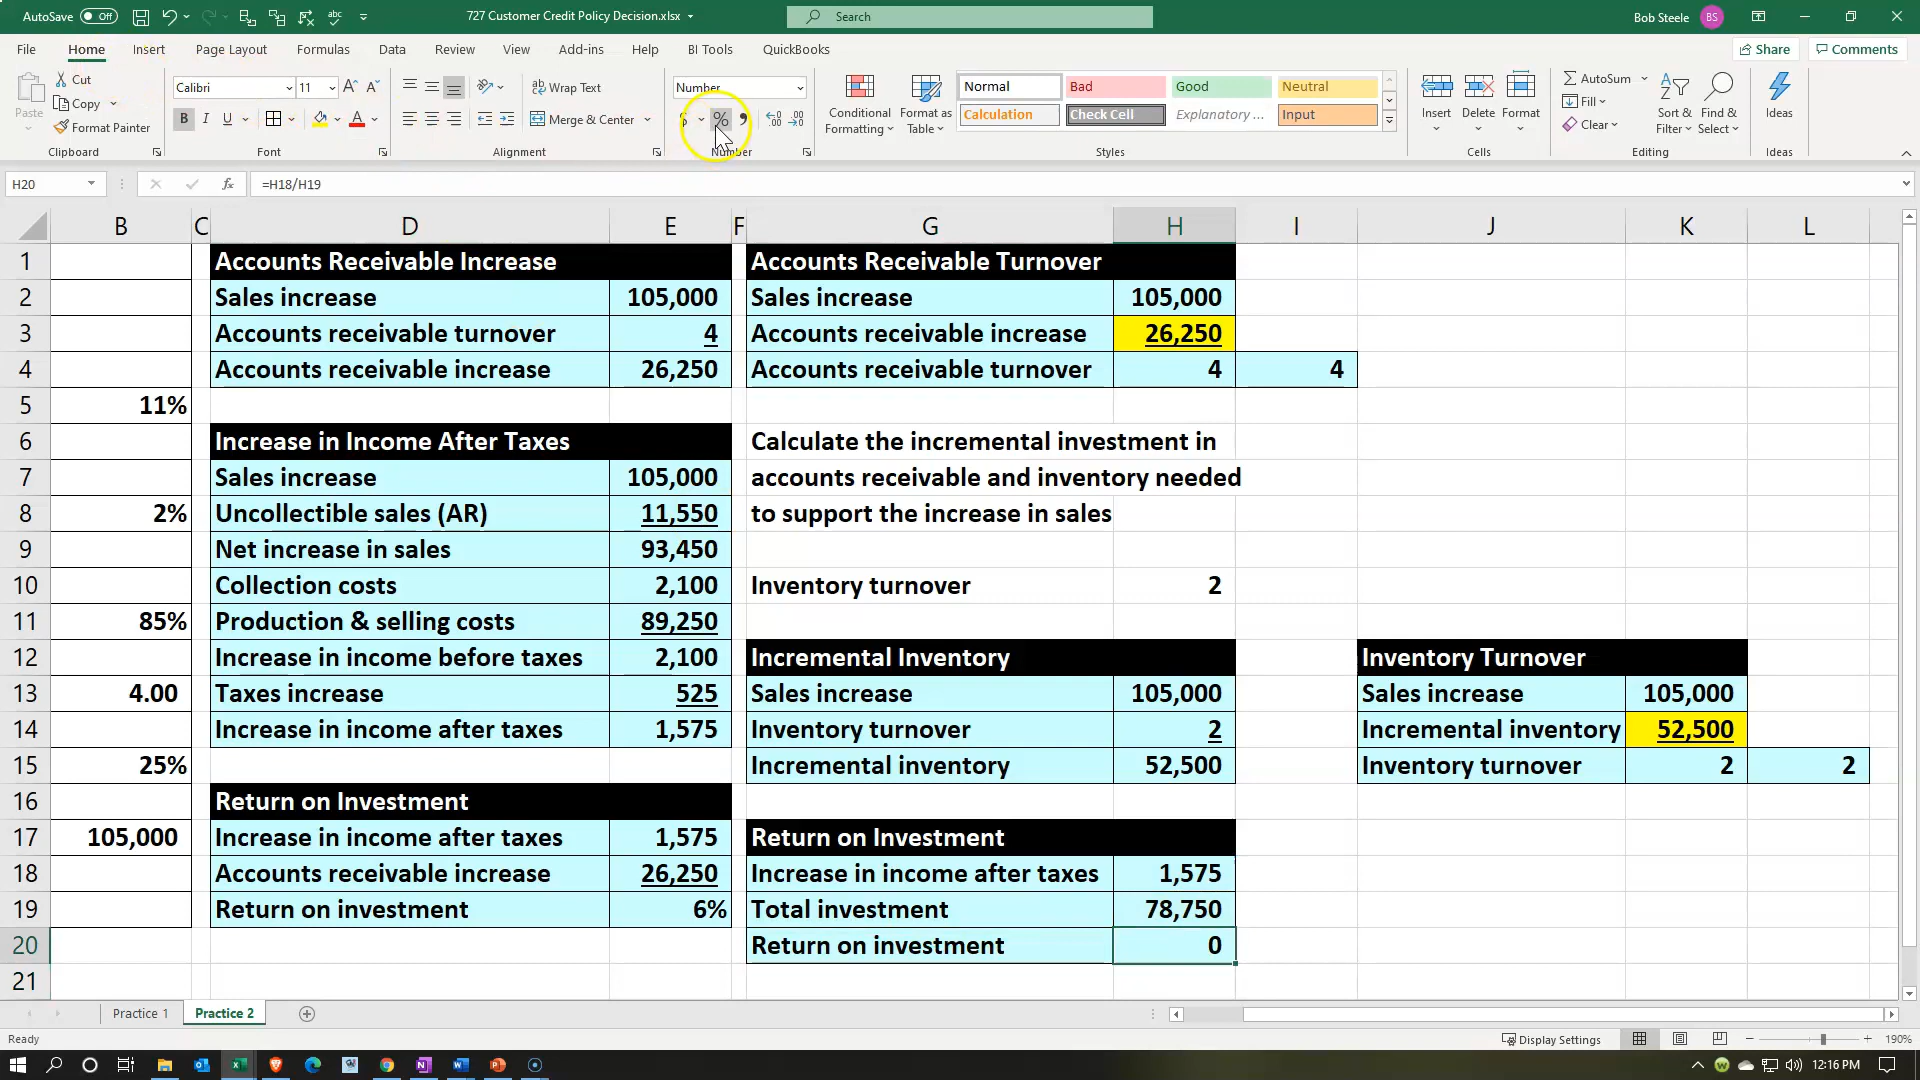 AutoSave Off 727 Customer Credit Policy Decision.xlsx Search Bob Steele BS
File Home Insert Page Layout Formulas Data Review View Add-ins Help BI Tools QuickBooks Share Comments
Cut Calibri 11 Wrap Text Number Normal Bad Good Neutral AutoSum
Copy Fill
Paste Format Painter B I U Merge & Center % Conditional Formatting Format as Table Calculation Check Cell Explanatory ... Input Insert Delete Format Clear Sort & Filter Find & Select Ideas
Clipboard Font Alignment Number Styles Cells Editing Ideas
H20 fx =H18/H19
B C D E F G H I J K L
1 Accounts Receivable Increase Accounts Receivable Turnover
2 Sales increase 105,000 Sales increase 105,000
3 Accounts receivable turnover 4 Accounts receivable increase 26,250
4 Accounts receivable increase 26,250 Accounts receivable turnover 4 4
5 11%
6 Increase in Income After Taxes Calculate the incremental investment in
7 Sales increase 105,000 accounts receivable and inventory needed
8 2% Uncollectible sales (AR) 11,550 to support the increase in sales
9 Net increase in sales 93,450
10 Collection costs 2,100 Inventory turnover 2
11 85% Production & selling costs 89,250
12 Increase in income before taxes 2,100 Incremental Inventory Inventory Turnover
13 4.00 Taxes increase 525 Sales increase 105,000 Sales increase 105,000
14 Increase in income after taxes 1,575 Inventory turnover 2 Incremental inventory 52,500
15 25% Incremental inventory 52,500 Inventory turnover 2 2
16 Return on Investment
17 105,000 Increase in income after taxes 1,575 Return on Investment
18 Accounts receivable increase 26,250 Increase in income after taxes 1,575
19 Return on investment 6% Total investment 78,750
20 Return on investment 0
21
Practice 1 Practice 2
Ready Display Settings 190%
12:16 PM